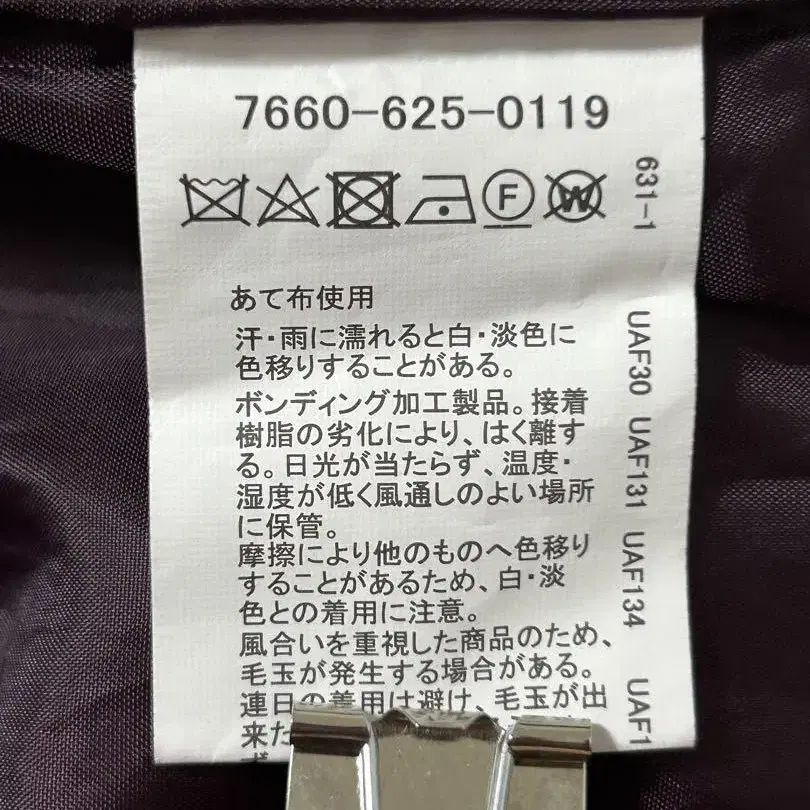 7660-625-0119
F
W
631-1
あて布使用
汗・雨に濡れると白・淡色に
色移りすることがある。
ボンディング加工製品。接着
樹脂の劣化により、はく離す
る。日光が当たらず、温度・
湿度が低く風通しのよい場所
に保管。
摩擦により他のものへ色移り
することがあるため、白・淡
色との着用に注意。
風合いを重視した商品のため、
毛玉が発生する場合がある。
連日の着用は避け、毛玉が出
来た
UAF30 UAF131 UAF134 UAF1